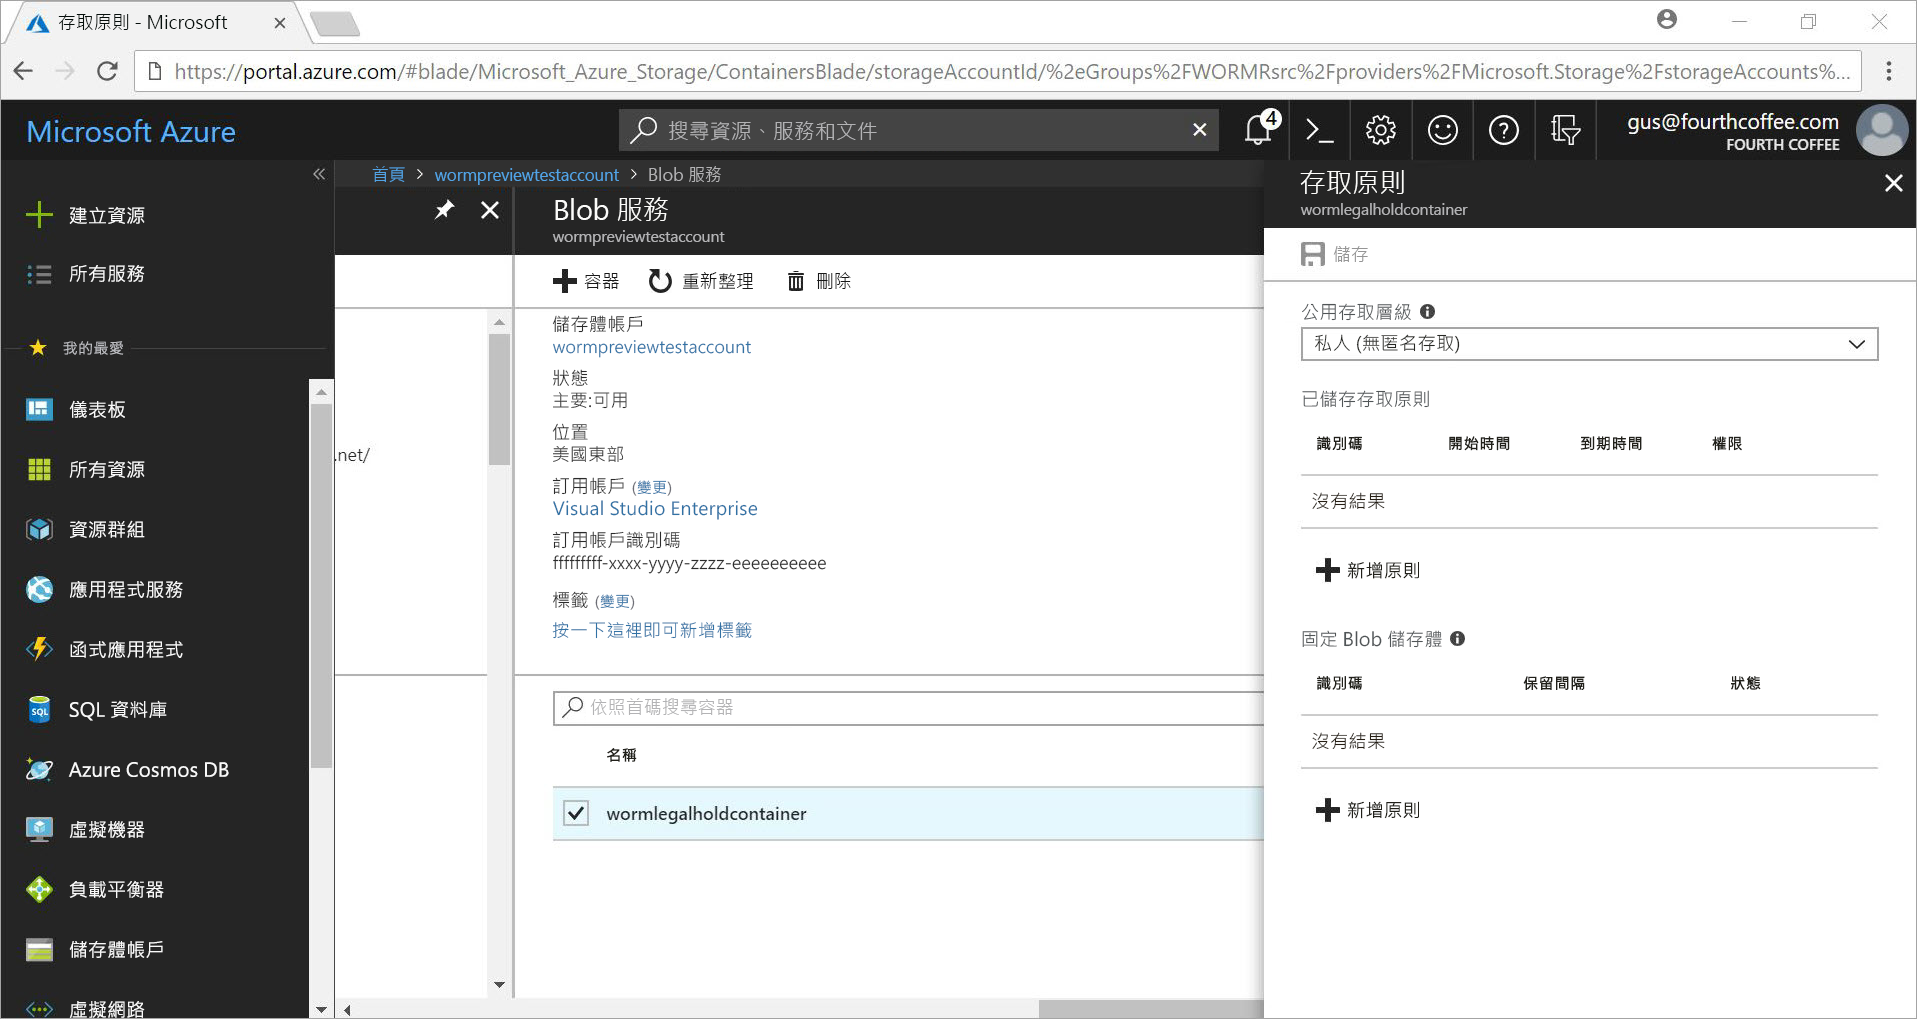 存取原則 - Microsoft
https://portal.azure.com/#blade/Microsoft_Azure_Storage/ContainersBlade/storageAccountId/%2eGroups%2FWORMRsrc%2Fproviders%2FMicrosoft.Storage%2FstorageAccounts%...
Microsoft Azure
搜尋資源、服務和文件
4
gus@fourthcoffee.com
FOURTH COFFEE
建立資源
所有服務
我的最愛
儀表板
所有資源
資源群組
應用程式服務
函式應用程式
SQL 資料庫
Azure Cosmos DB
虛擬機器
負載平衡器
儲存體帳戶
虛擬網路
.net/
首頁 > wormpreviewtestaccount > Blob 服務
Blob 服務
wormpreviewtestaccount
容器 重新整理 刪除
儲存體帳戶
wormpreviewtestaccount
狀態
主要:可用
位置
美國東部
訂用帳戶 (變更)
Visual Studio Enterprise
訂用帳戶識別碼
fffffffff-xxxx-yyyy-zzzz-eeeeeeeeee
標籤 (變更)
按一下這裡即可新增標籤
依照首碼搜尋容器
名稱
wormlegalholdcontainer
存取原則
wormlegalholdcontainer
儲存
公用存取層級
私人 (無匿名存取)
已儲存存取原則
識別碼 開始時間 到期時間 權限
沒有結果
新增原則
固定 Blob 儲存體
識別碼 保留間隔 狀態
沒有結果
新增原則